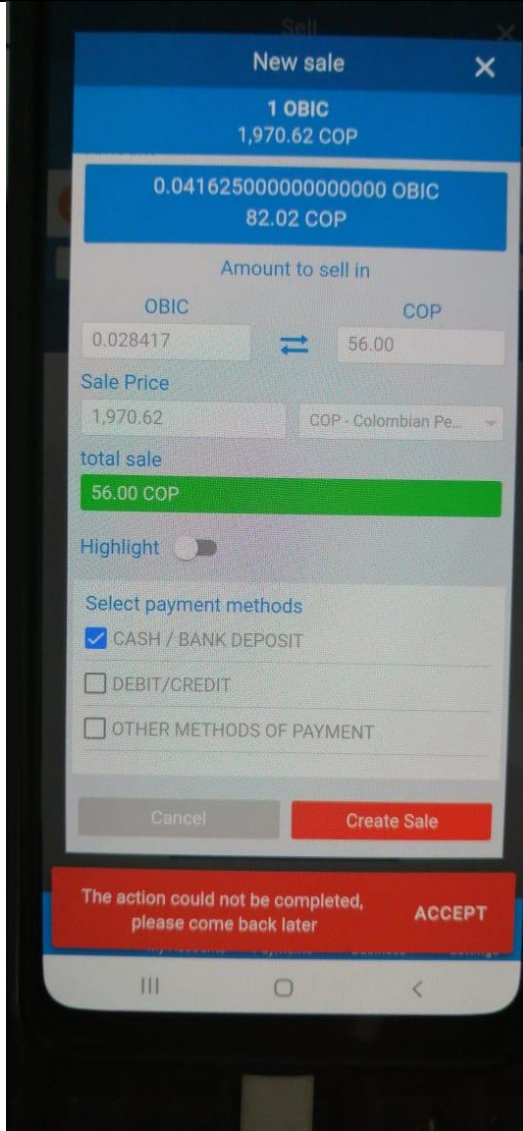 Sell
New sale
1 OBIC
1,970.62 COP
0.041625000000000000 OBIC
82.02 COP
Amount to sell in
OBIC
COP
0.028417
56.00
Sale Price
1,970.62
COP - Colombian Pe...
total sale
56.00 COP
Highlight
Select payment methods
CASH / BANK DEPOSIT
DEBIT/CREDIT
OTHER METHODS OF PAYMENT
Cancel
Create Sale
The action could not be completed,
please come back later
ACCEPT